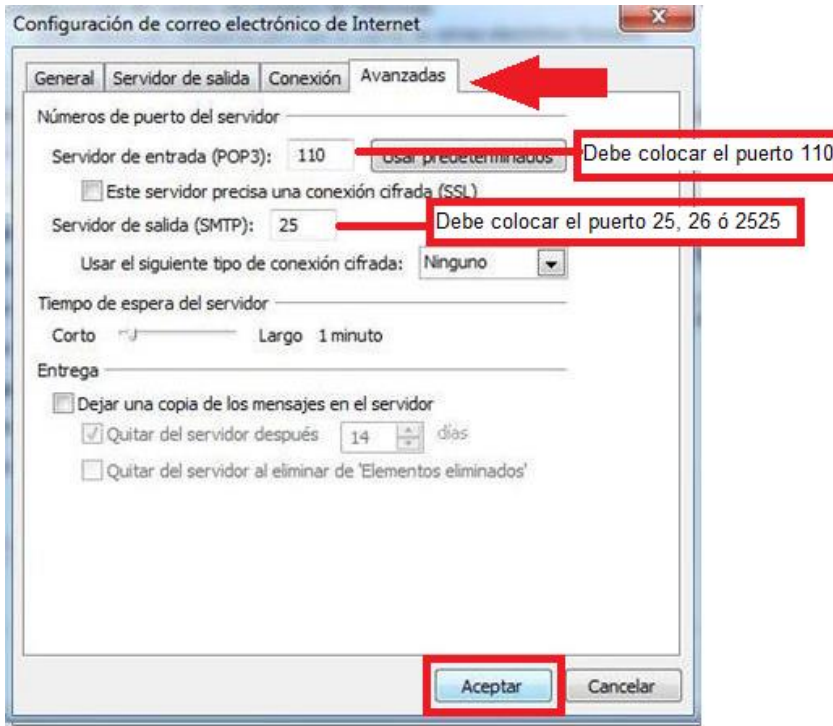 Configuración de correo electrónico de Internet
General Servidor de salida Conexión Avanzadas
Números de puerto del servidor
Servidor de entrada (POP3): 110 Usar predeterminados
Debe colocar el puerto 110
Este servidor precisa una conexión cifrada (SSL)
Servidor de salida (SMTP): 25
Debe colocar el puerto 25, 26 ó 2525
Usar el siguiente tipo de conexión cifrada: Ninguno
Tiempo de espera del servidor
Corto Largo 1 minuto
Entrega
Dejar una copia de los mensajes en el servidor
Quitar del servidor después 14 días
Quitar del servidor al eliminar de 'Elementos eliminados'
Aceptar Cancelar